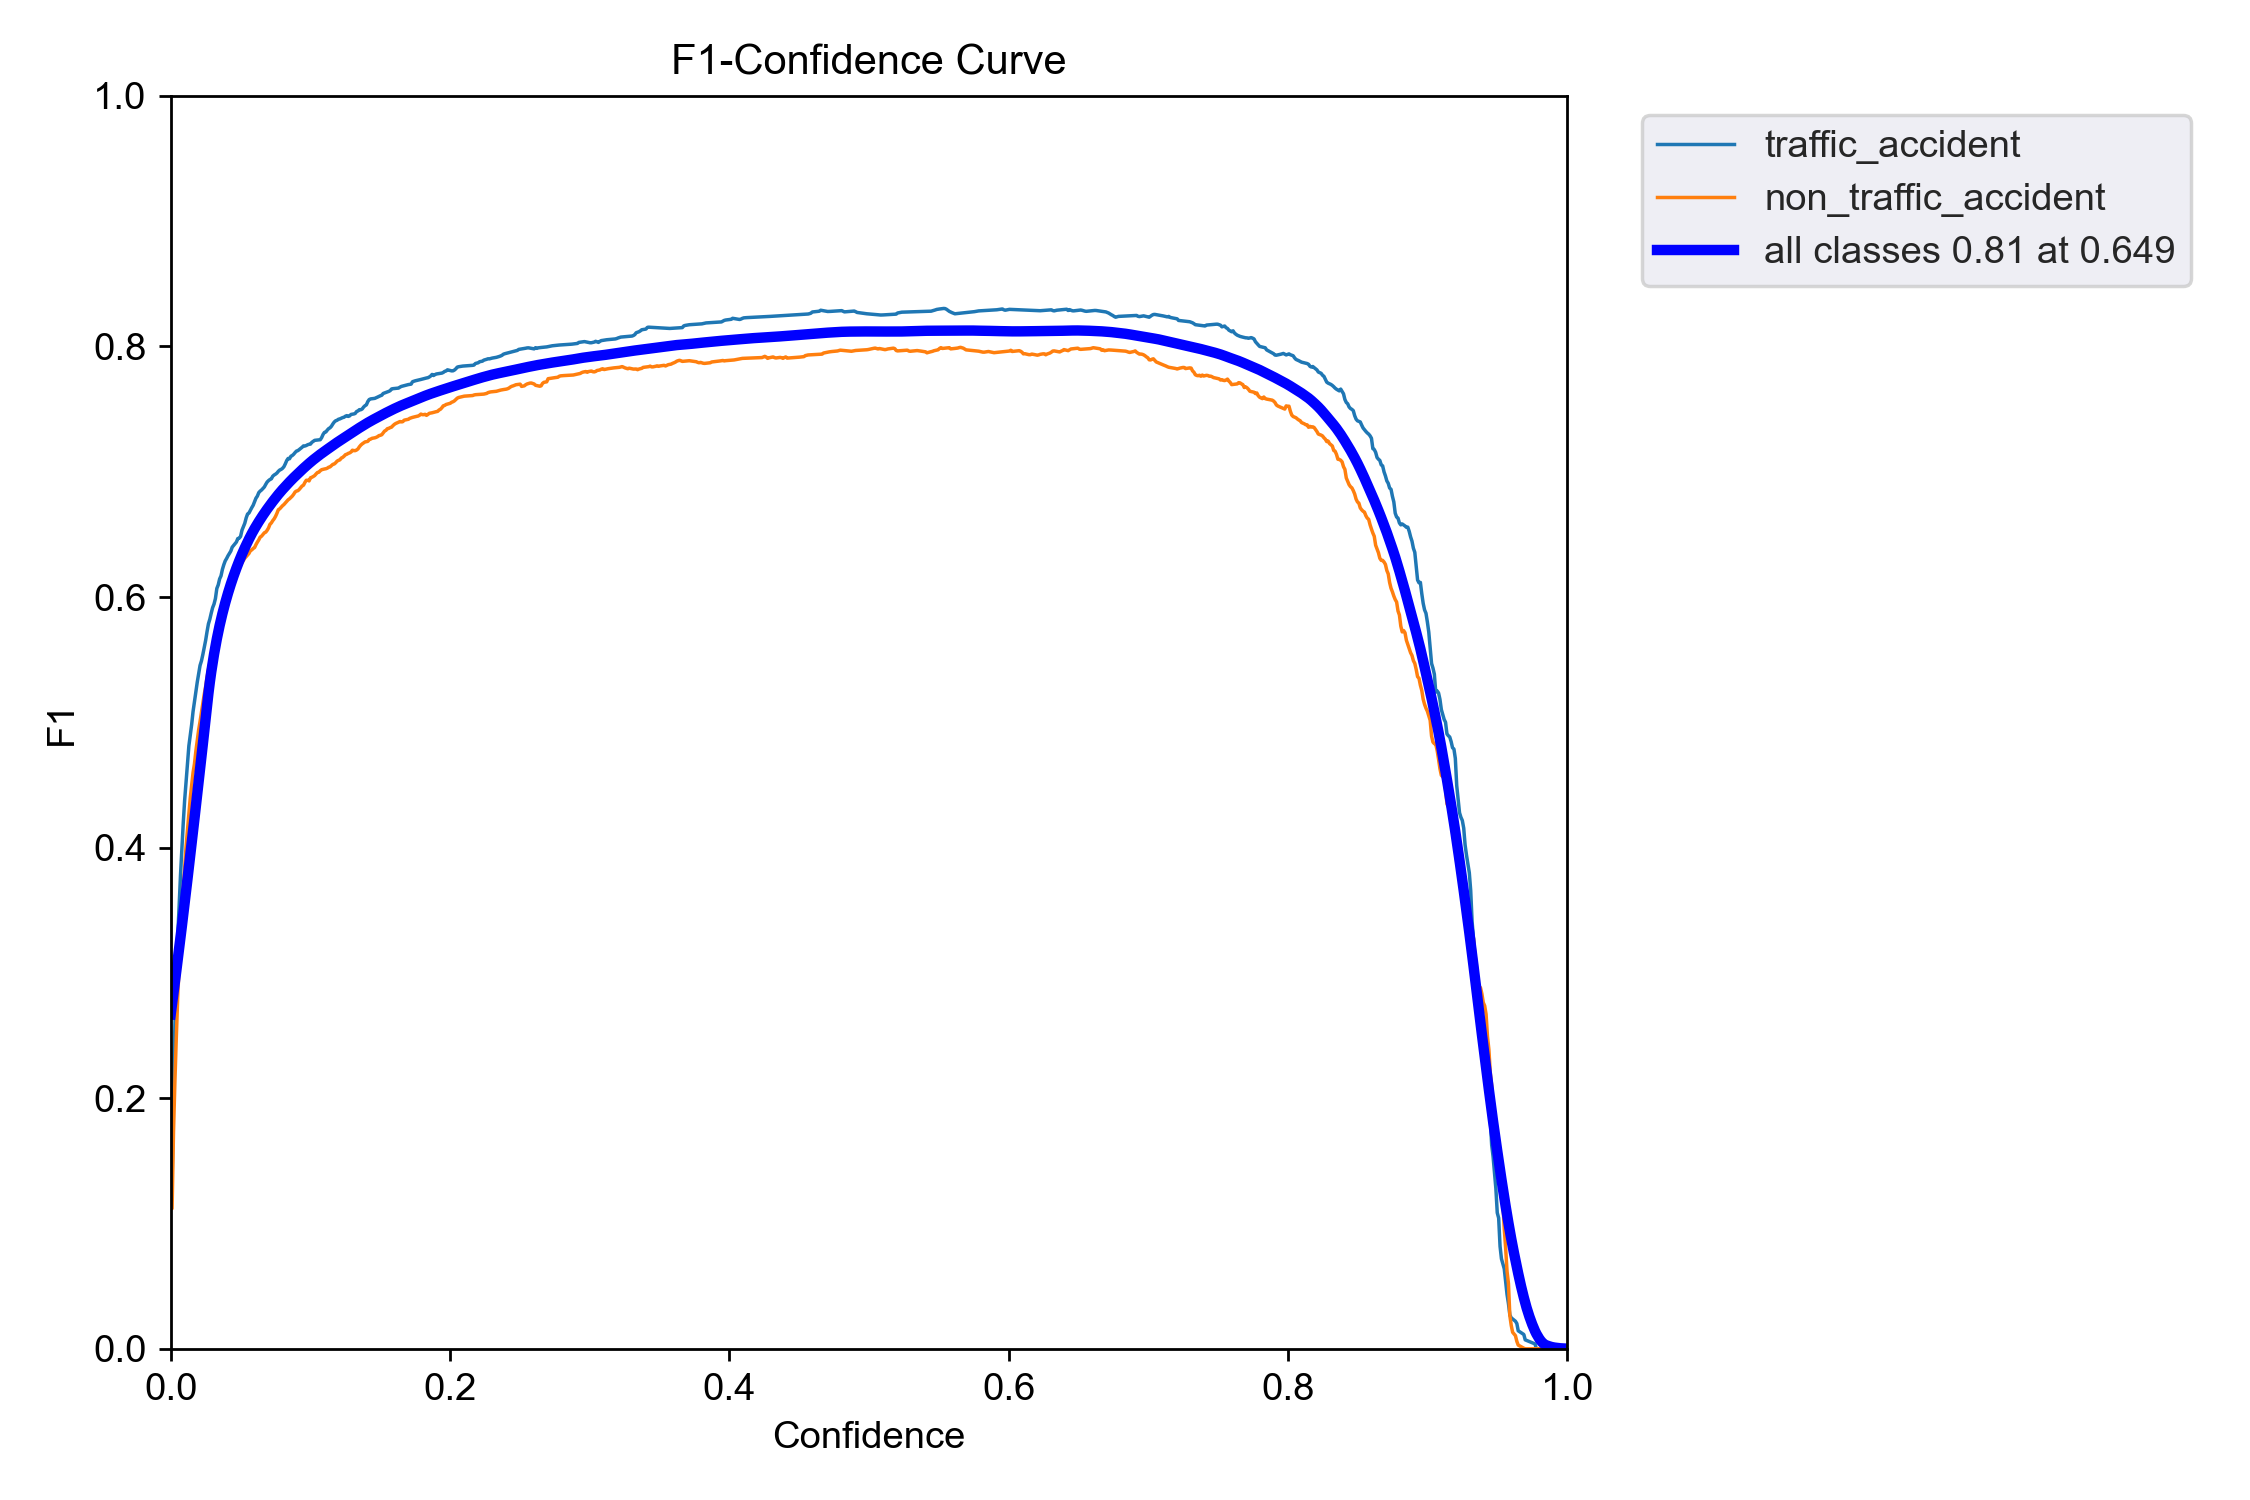 F1-Confidence Curve
1.0
0.8
0.6
0.4
0.2
0.0
F1
0.0 0.2 0.4 0.6 0.8 1.0
Confidence
traffic_accident
non_traffic_accident
all classes 0.81 at 0.649